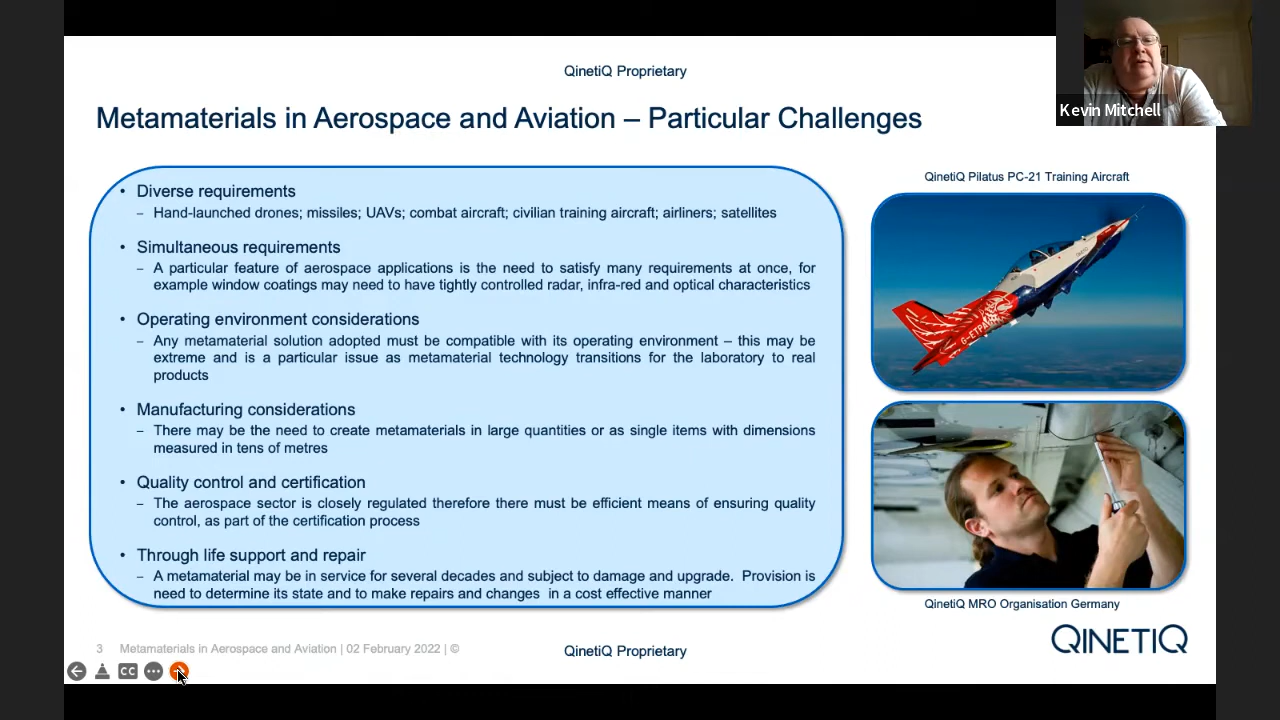 QinetiQ Proprietary
Kevin Mitchell
Metamaterials in Aerospace and Aviation – Particular Challenges
• Diverse requirements
– Hand-launched drones; missiles; UAVs; combat aircraft; civilian training aircraft; airliners; satellites
• Simultaneous requirements
– A particular feature of aerospace applications is the need to satisfy many requirements at once, for
example window coatings may need to have tightly controlled radar, infra-red and optical characteristics
• Operating environment considerations
– Any metamaterial solution adopted must be compatible with its operating environment – this may be
extreme and is a particular issue as metamaterial technology transitions for the laboratory to real
products
• Manufacturing considerations
– There may be the need to create metamaterials in large quantities or as single items with dimensions
measured in tens of metres
• Quality control and certification
– The aerospace sector is closely regulated therefore there must be efficient means of ensuring quality
control, as part of the certification process
• Through life support and repair
– A metamaterial may be in service for several decades and subject to damage and upgrade. Provision is
need to determine its state and to make repairs and changes in a cost effective manner
QinetiQ Pilatus PC-21 Training Aircraft
G-ETPA
QinetiQ MRO Organisation Germany
QINETIQ
3 Metamaterials in Aerospace and Aviation | 02 February 2022 | ©
QinetiQ Proprietary
CC